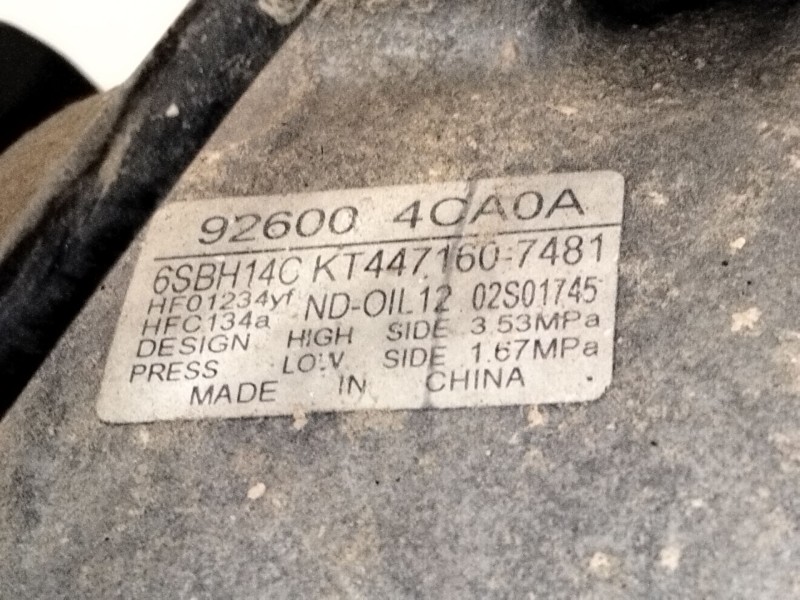 92600 4CA0A
6SBH14C KT447160-7481
HF01234yf ND-OIL12 02S01745
HFC134a
DESIGN HIGH SIDE 3.53MPa
PRESS LOW SIDE 1.67MPa
MADE IN CHINA